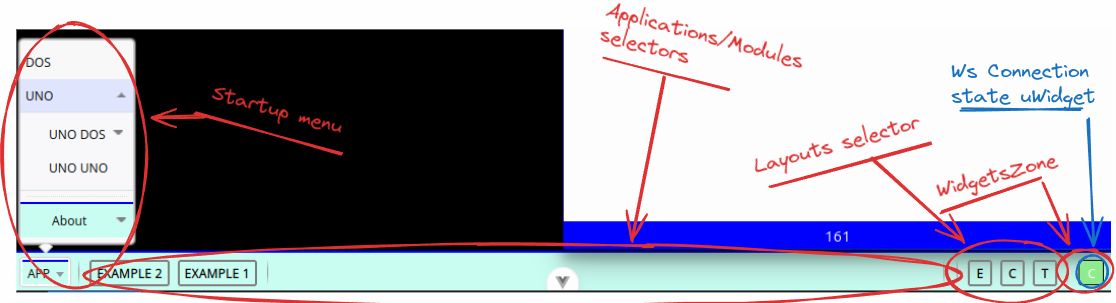 Applications/Modules
selectors
Ws Connection
state uWidget
DOS
UNO
Startup menu
UNO DOS
UNO UNO
Layouts selector
WidgetsZone
About
161
APP
EXAMPLE 2
EXAMPLE 1
E
C
T
C